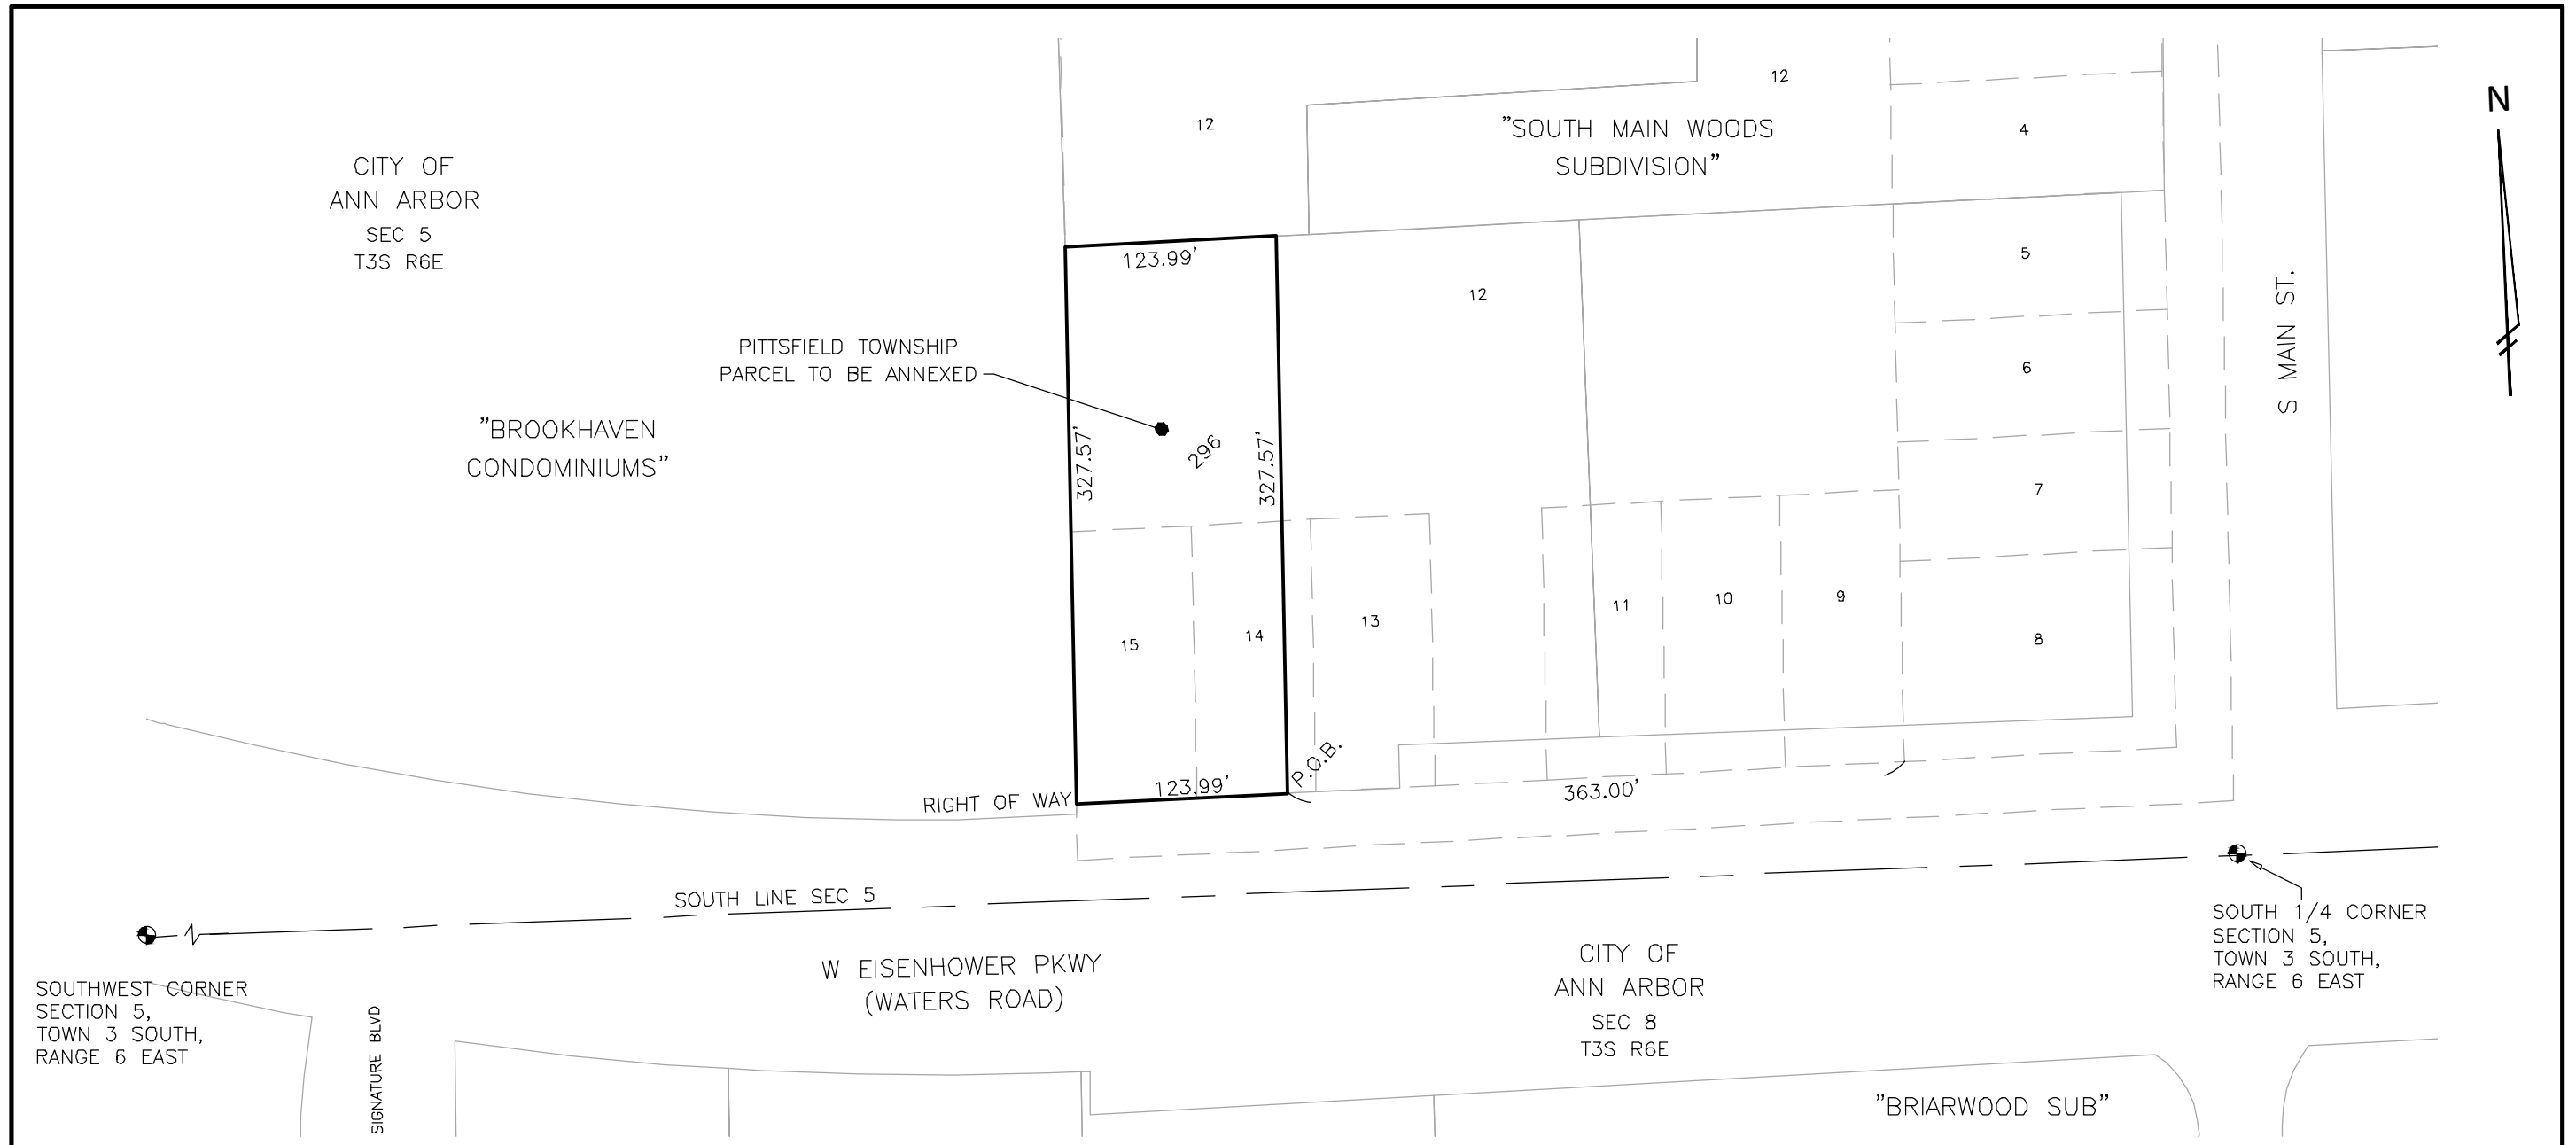 12
12
N
"SOUTH MAIN WOODS
SUBDIVISION"
4
CITY OF
ANN ARBOR
SEC 5
T3S R6E
123.99'
5
12
S MAIN ST.
PITTSFIELD TOWNSHIP
PARCEL TO BE ANNEXED
6
"BROOKHAVEN
CONDOMINIUMS"
327.57'
296
327.57'
7
15
14
13
11
10
9
8
P.O.B.
123.99'
363.00'
RIGHT OF WAY
SOUTH LINE SEC 5
SOUTH 1/4 CORNER
SECTION 5,
TOWN 3 SOUTH,
RANGE 6 EAST
W EISENHOWER PKWY
(WATERS ROAD)
CITY OF
ANN ARBOR
SEC 8
T3S R6E
SOUTHWEST CORNER
SECTION 5,
TOWN 3 SOUTH,
RANGE 6 EAST
SIGNATURE BLVD
"BRIARWOOD SUB"